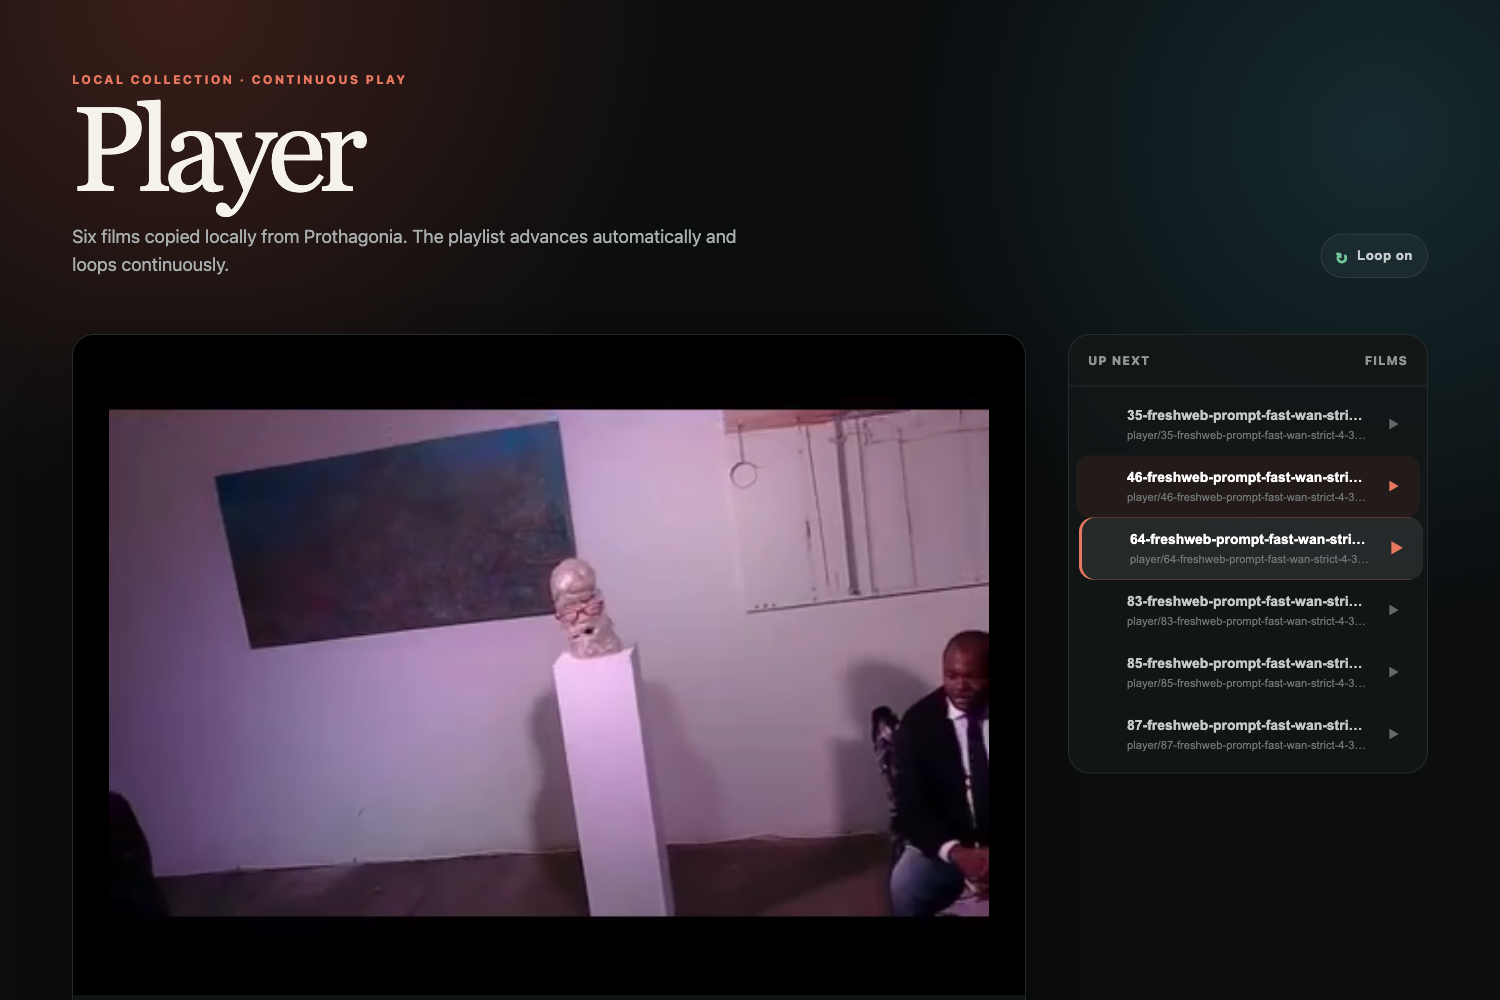 LOCAL COLLECTION · CONTINUOUS PLAY
Player
Six films copied locally from Prothagonia. The playlist advances automatically and
loops continuously.
↻ Loop on
UP NEXT
FILMS
35-freshweb-prompt-fast-wan-stri...
player/35-freshweb-prompt-fast-wan-strict-4-3...
46-freshweb-prompt-fast-wan-stri...
player/46-freshweb-prompt-fast-wan-strict-4-3...
64-freshweb-prompt-fast-wan-stri...
player/64-freshweb-prompt-fast-wan-strict-4-3...
83-freshweb-prompt-fast-wan-stri...
player/83-freshweb-prompt-fast-wan-strict-4-3...
85-freshweb-prompt-fast-wan-stri...
player/85-freshweb-prompt-fast-wan-strict-4-3...
87-freshweb-prompt-fast-wan-stri...
player/87-freshweb-prompt-fast-wan-strict-4-3...